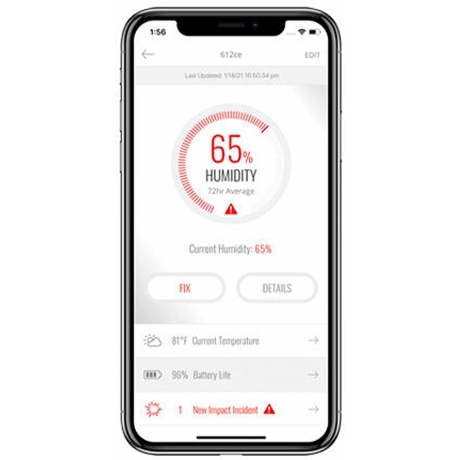 1:56
612ce
EDIT
Last Updated: 1/18/21 16:50:34 pm
65%
HUMIDITY
72hr Average
Current Humidity: 65%
FIX
DETAILS
81°F Current Temperature
96% Battery Life
1 New Impact Incident